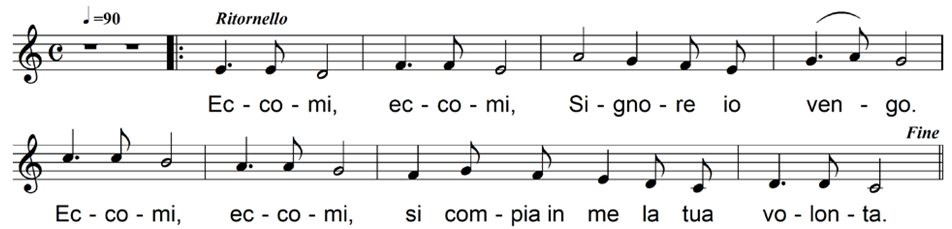 ♩=90 Ritornello
Ec - co - mi, ec - co - mi, Si - gno - re io ven - go.
Fine
Ec - co - mi, ec - co - mi, si com - pia in me la tua vo - lon - ta.